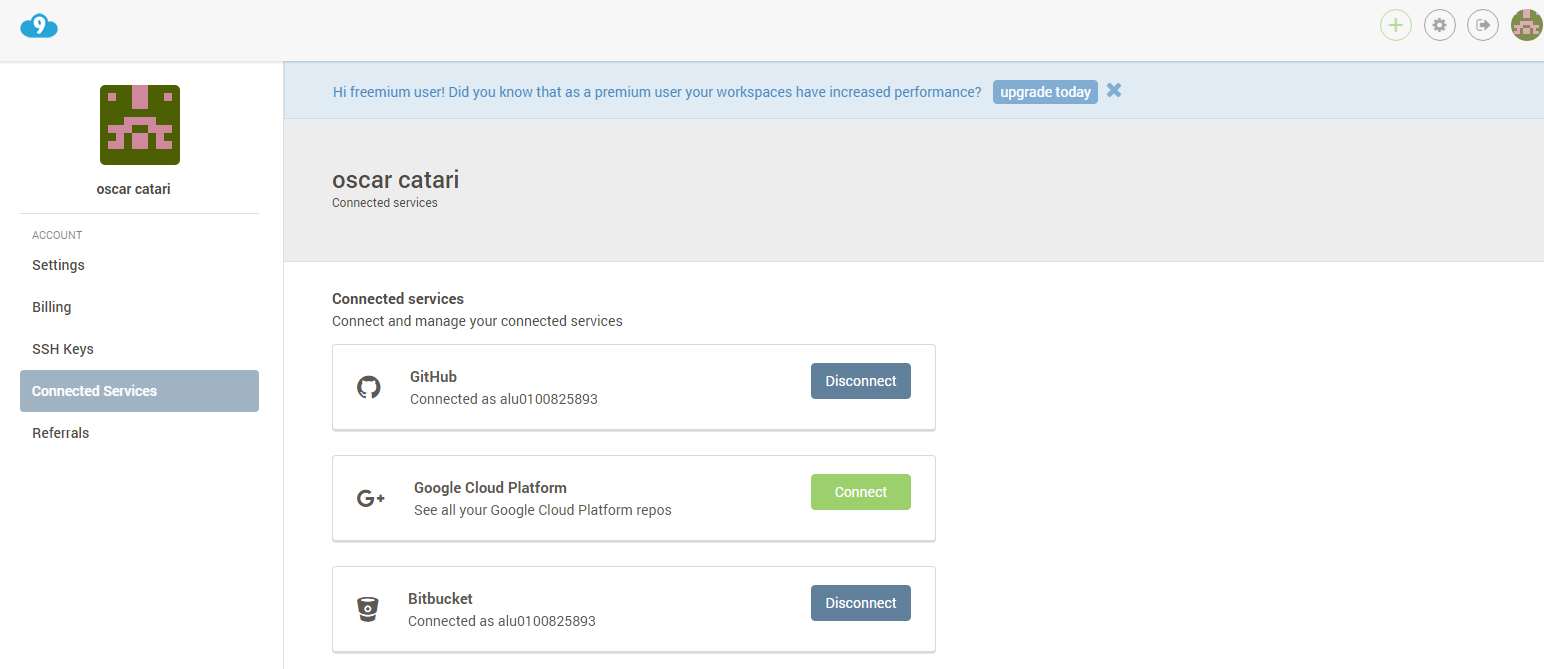 9
Hi freemium user! Did you know that as a premium user your workspaces have increased performance? upgrade today
oscar catari
ACCOUNT
Settings
Billing
SSH Keys
Connected Services
Referrals
oscar catari
Connected services
Connected services
Connect and manage your connected services
GitHub
Connected as alu0100825893
Disconnect
G+
Google Cloud Platform
See all your Google Cloud Platform repos
Connect
Bitbucket
Connected as alu0100825893
Disconnect